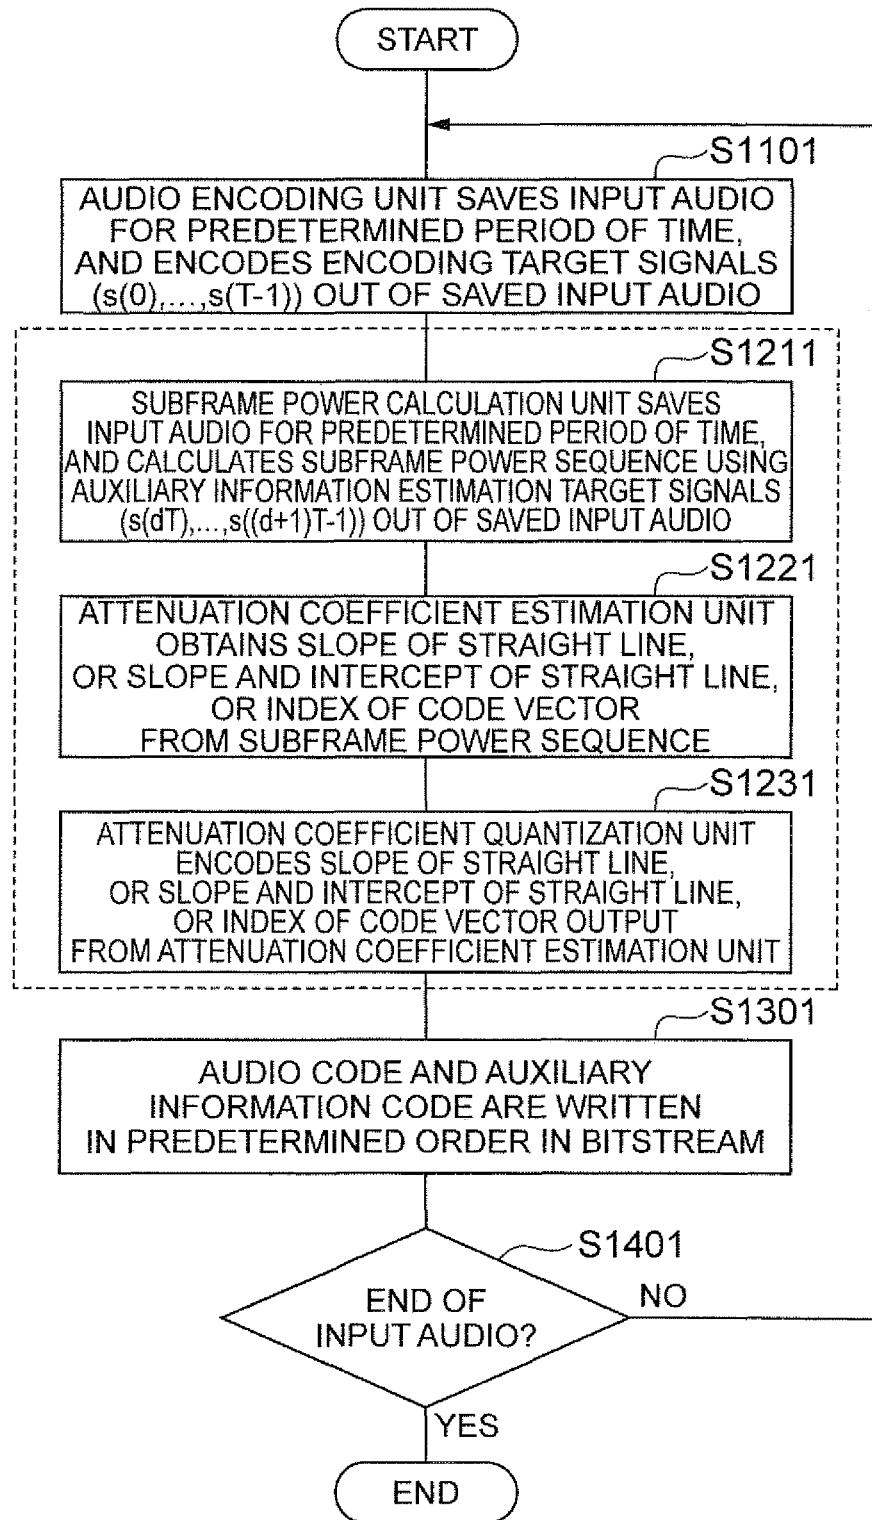 START
S1101
AUDIO ENCODING UNIT SAVES INPUT AUDIO
FOR PREDETERMINED PERIOD OF TIME,
AND ENCODES ENCODING TARGET SIGNALS
(s(0),...,s(T-1)) OUT OF SAVED INPUT AUDIO
S1211
SUBFRAME POWER CALCULATION UNIT SAVES
INPUT AUDIO FOR PREDETERMINED PERIOD OF TIME,
AND CALCULATES SUBFRAME POWER SEQUENCE USING
AUXILIARY INFORMATION ESTIMATION TARGET SIGNALS
(s(dT),...,s((d+1)T-1)) OUT OF SAVED INPUT AUDIO
S1221
ATTENUATION COEFFICIENT ESTIMATION UNIT
OBTAINS SLOPE OF STRAIGHT LINE,
OR SLOPE AND INTERCEPT OF STRAIGHT LINE,
OR INDEX OF CODE VECTOR
FROM SUBFRAME POWER SEQUENCE
S1231
ATTENUATION COEFFICIENT QUANTIZATION UNIT
ENCODES SLOPE OF STRAIGHT LINE,
OR SLOPE AND INTERCEPT OF STRAIGHT LINE,
OR INDEX OF CODE VECTOR OUTPUT
FROM ATTENUATION COEFFICIENT ESTIMATION UNIT
S1301
AUDIO CODE AND AUXILIARY
INFORMATION CODE ARE WRITTEN
IN PREDETERMINED ORDER IN BITSTREAM
S1401
END OF
INPUT AUDIO?
NO
YES
END